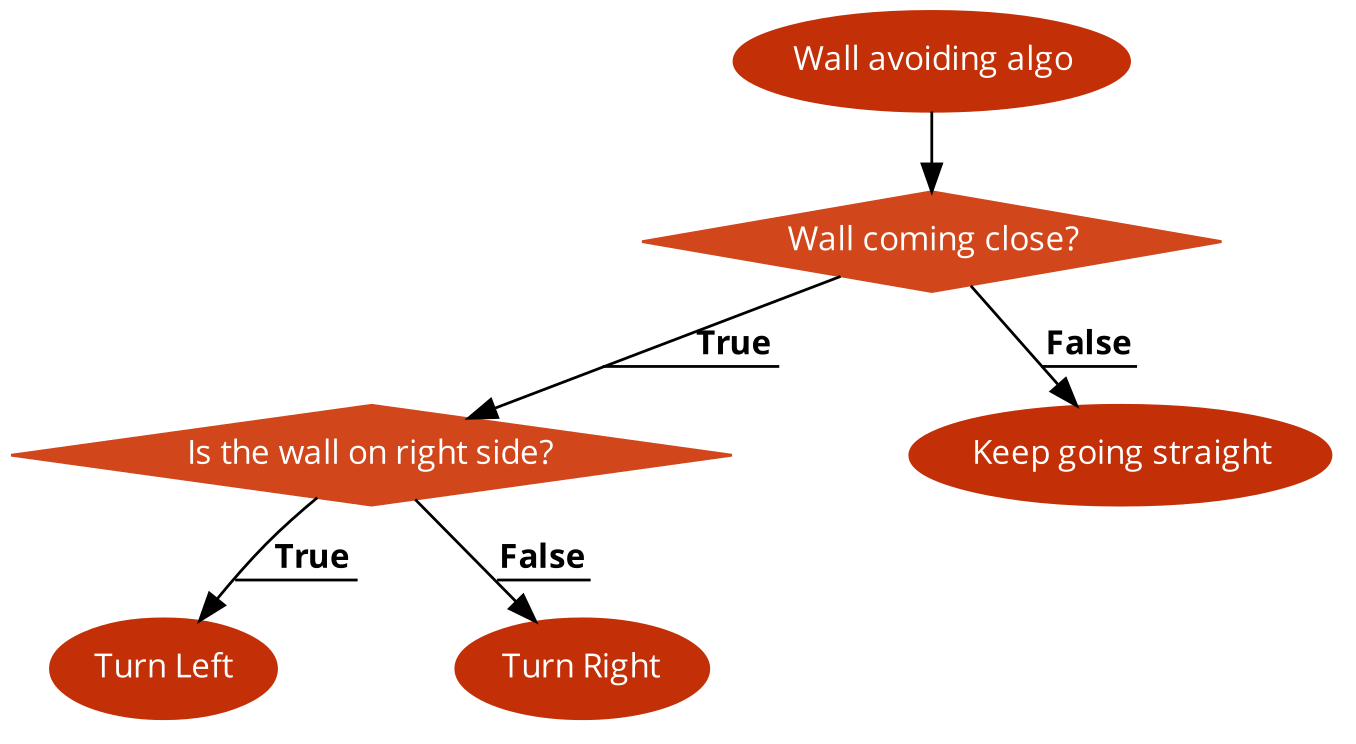 Wall avoiding algo
Wall coming close?
True
False
Is the wall on right side?
Keep going straight
True
False
Turn Left
Turn Right